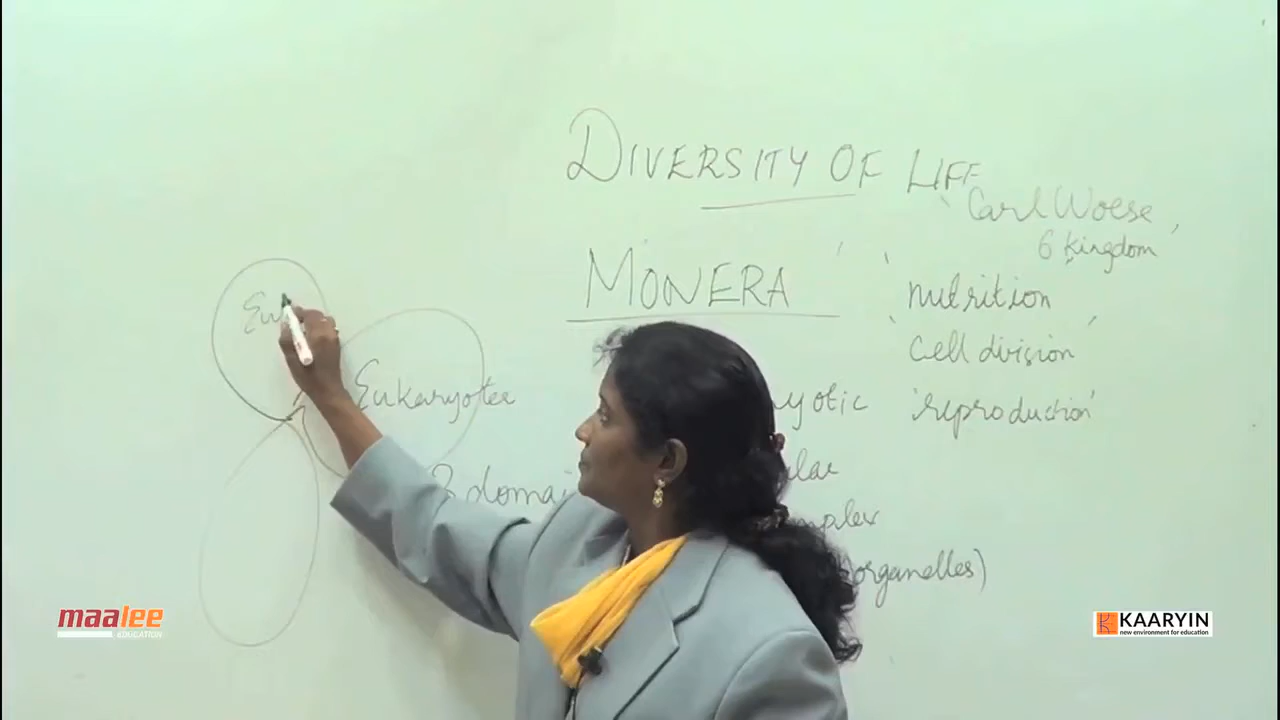 DIVERSITY OF LIFE
Carl Woese
6 kingdom
MONERA
nutrition
cell division
Eukaryotes
reproduction
organelles)
maalee
EDUCATION
KAARYIN
new environment for education